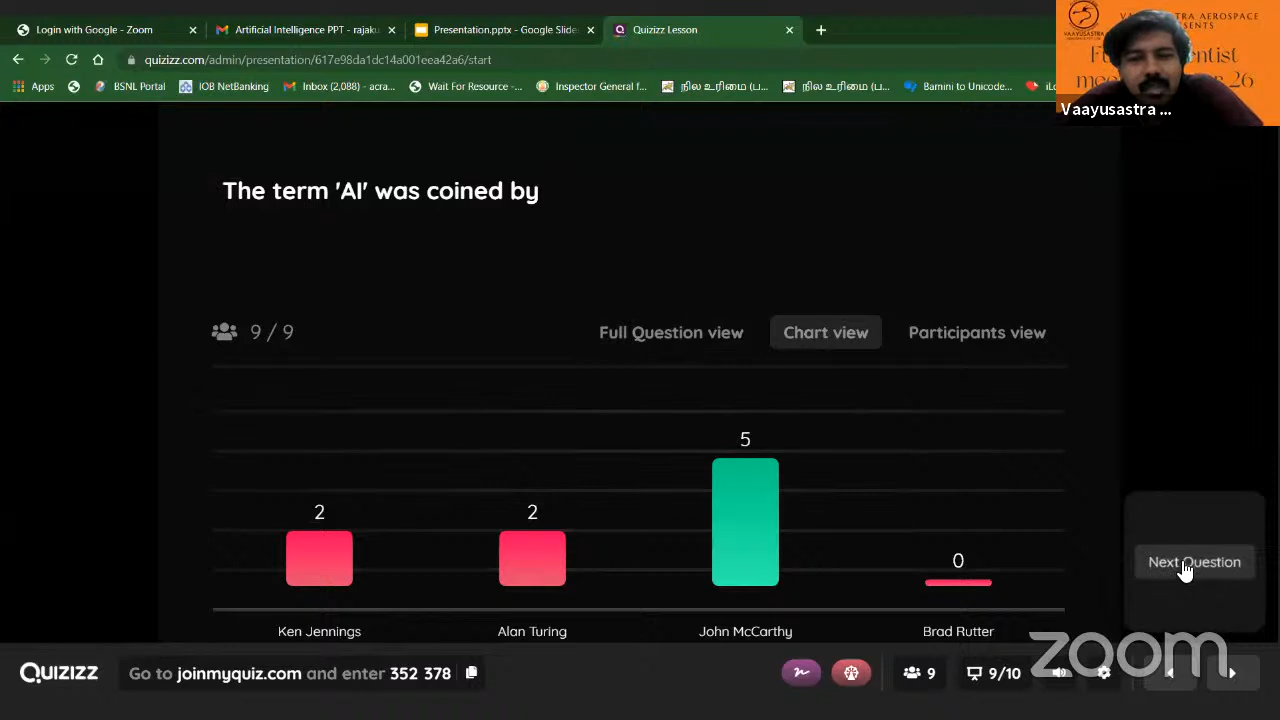 Login with Google - Zoom
Artificial Intelligence PPT - rajaku
Presentation.pptx - Google Slides
Quizizz Lesson
quizizz.com/admin/presentation/617e98da1dc14a001eea42a6/start
Apps
BSNL Portal
IOB NetBanking
Inbox (2,088) - acra...
Wait For Resource -...
Inspector General f...
நில உரிமை (ப...
நில உரிமை (ப...
Bamini to Unicode...
PRESENTS
26
Vaayusastra ...
The term 'AI' was coined by
9 / 9
Full Question view
Chart view
Participants view
5
2
2
0
Next Question
Ken Jennings
Alan Turing
John McCarthy
Brad Rutter
Quizizz
Go to joinmyquiz.com and enter 352 378
9
9/10
zoom